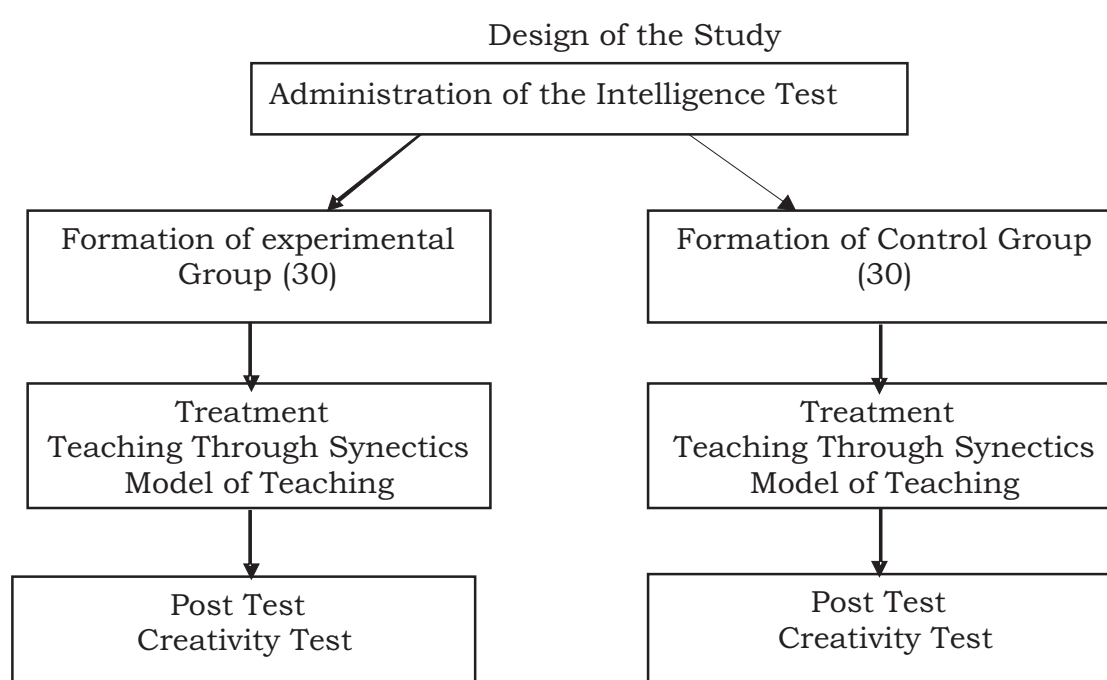 Design of the Study
Administration of the Intelligence Test
Formation of experimental
Group (30)
Formation of Control Group
(30)
Treatment
Teaching Through Synectics
Model of Teaching
Treatment
Teaching Through Synectics
Model of Teaching
Post Test
Creativity Test
Post Test
Creativity Test